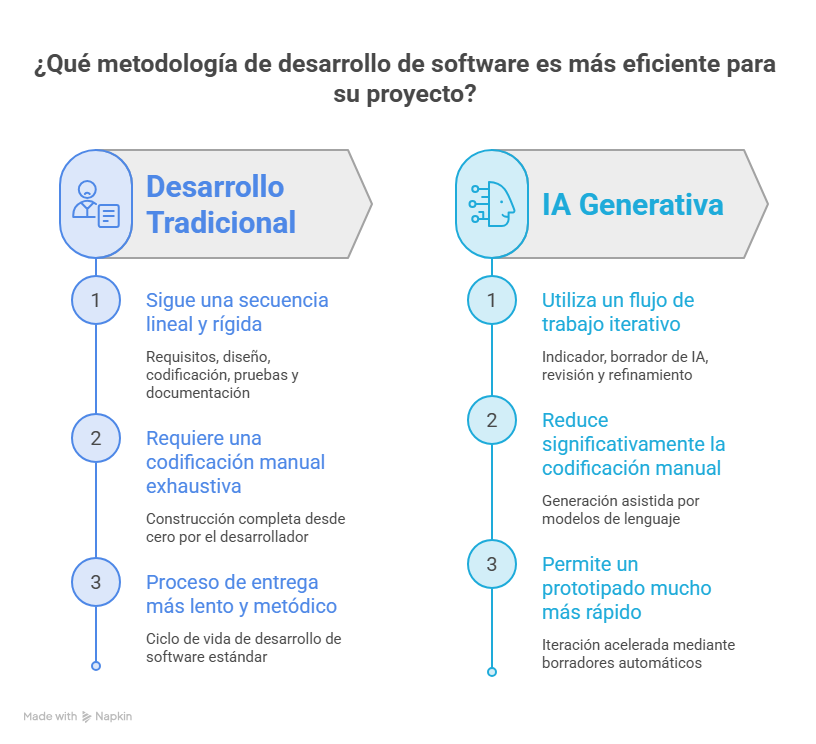 ¿Qué metodología de desarrollo de software es más eficiente para
su proyecto?
Desarrollo
Tradicional
1
Sigue una secuencia
lineal y rígida
Requisitos, diseño,
codificación, pruebas y
documentación
2
Requiere una
codificación manual
exhaustiva
Construcción completa desde
cero por el desarrollador
3
Proceso de entrega
más lento y metódico
Ciclo de vida de desarrollo de
software estándar
IA Generativa
1
Utiliza un flujo de
trabajo iterativo
Indicador, borrador de IA,
revisión y refinamiento
2
Reduce
significativamente la
codificación manual
Generación asistida por
modelos de lenguaje
3
Permite un
prototipado mucho
más rápido
Iteración acelerada mediante
borradores automáticos
Made with Napkin